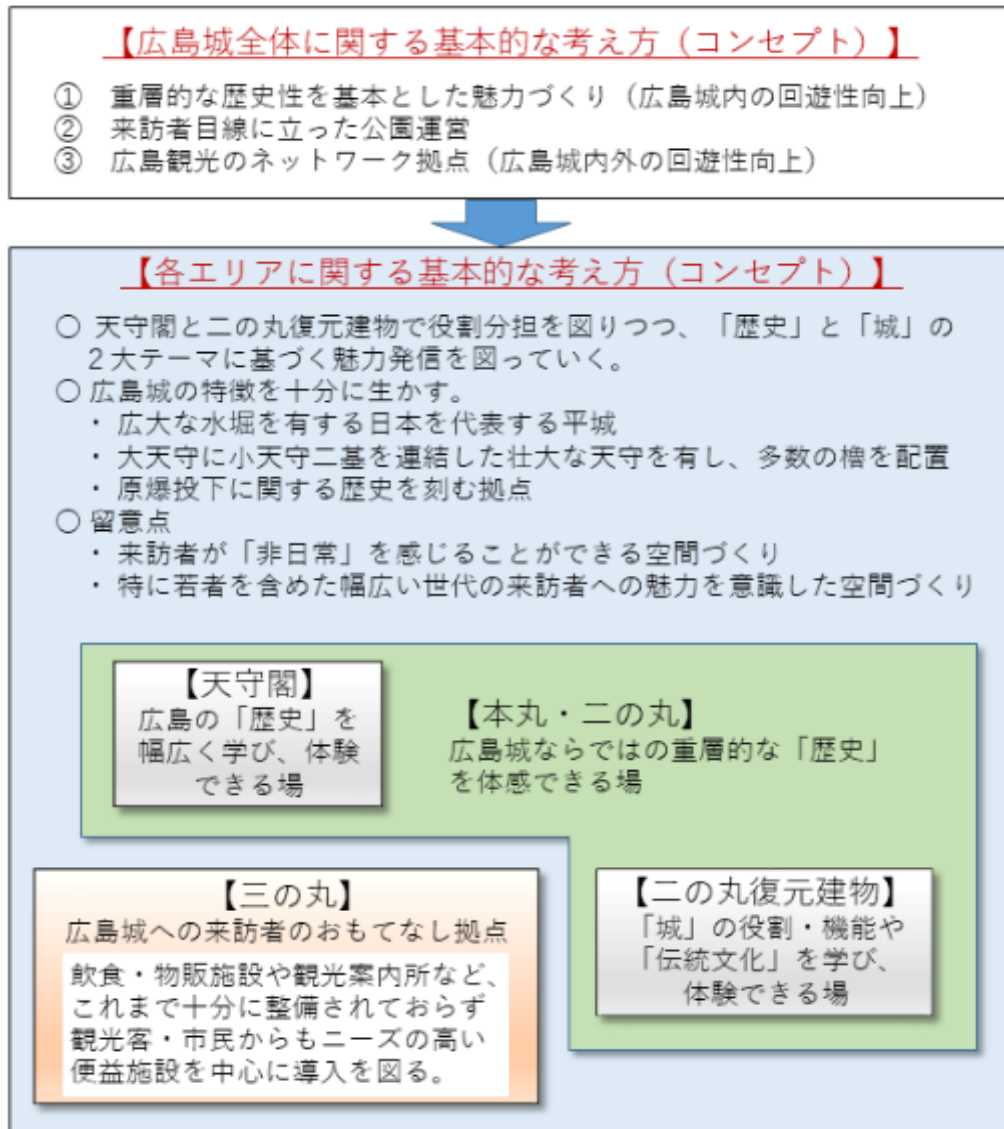 【広島城全体に関する基本的な考え方（コンセプト）】
① 重層的な歴史性を基本とした魅力づくり（広島城内の回遊性向上）
② 来訪者目線に立った公園運営
③ 広島観光のネットワーク拠点（広島城内外の回遊性向上）
【各エリアに関する基本的な考え方（コンセプト）】
○ 天守閣と二の丸復元建物で役割分担を図りつつ、「歴史」と「城」の
２大テーマに基づく魅力発信を図っていく。
○ 広島城の特徴を十分に生かす。
・ 広大な水堀を有する日本を代表する平城
・ 大天守に小天守二基を連結した壮大な天守を有し、多数の櫓を配置
・ 原爆投下に関する歴史を刻む拠点
○ 留意点
・ 来訪者が「非日常」を感じることができる空間づくり
・ 特に若者を含めた幅広い世代の来訪者への魅力を意識した空間づくり
【天守閣】
広島の「歴史」を
幅広く学び、体験
できる場
【本丸・二の丸】
広島城ならではの重層的な「歴史」
を体感できる場
【三の丸】
広島城への来訪者のおもてなし拠点
飲食・物販施設や観光案内所など、
これまで十分に整備されておらず
観光客・市民からもニーズの高い
便益施設を中心に導入を図る。
【二の丸復元建物】
「城」の役割・機能や
「伝統文化」を学び、
体験できる場